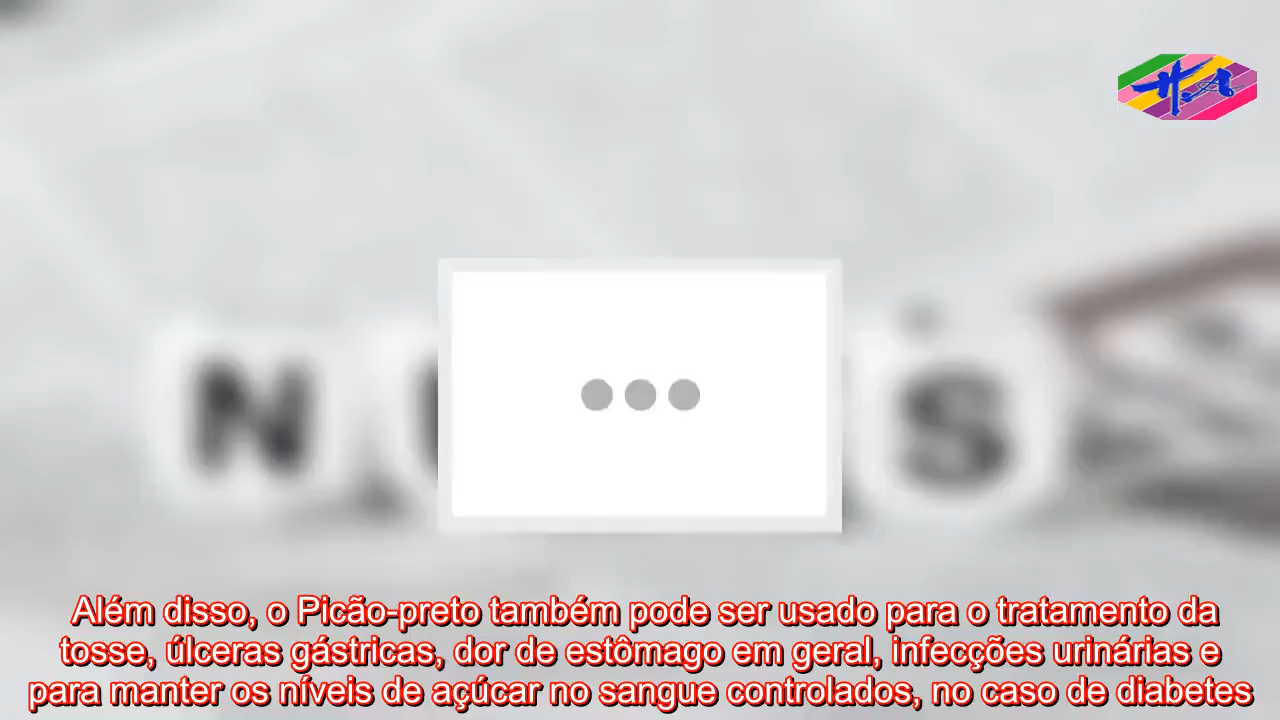 N S
Além disso, o Picão-preto também pode ser usado para o tratamento da
tosse, úlceras gástricas, dor de estômago em geral, infecções urinárias e
para manter os níveis de açúcar no sangue controlados, no caso de diabetes